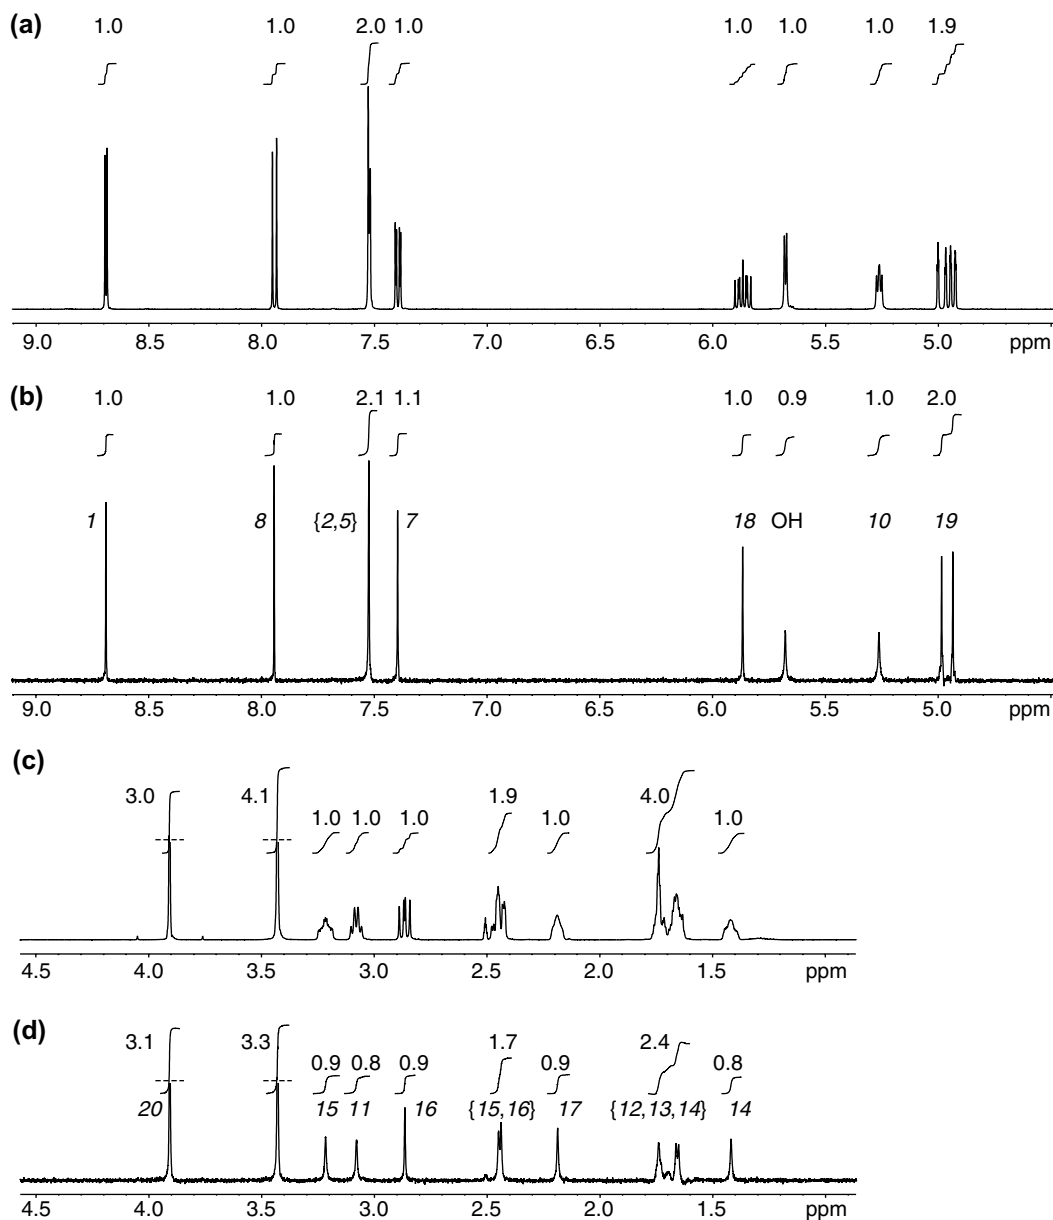 (a)
1.0 1.0 2.0 1.0 1.0 1.0 1.0 1.9
9.0 8.5 8.0 7.5 7.0 6.5 6.0 5.5 5.0 ppm
(b)
1.0 1.0 2.1 1.1 1.0 0.9 1.0 2.0
1 8 {2,5} 7 18 OH 10 19
9.0 8.5 8.0 7.5 7.0 6.5 6.0 5.5 5.0 ppm
(c)
3.0 4.1 1.0 1.0 1.0 1.9 1.0 4.0 1.0
4.5 4.0 3.5 3.0 2.5 2.0 1.5 ppm
(d)
3.1 3.3 0.9 0.8 0.9 1.7 0.9 2.4 0.8
20 15 11 16 {15,16} 17 {12,13,14} 14
4.5 4.0 3.5 3.0 2.5 2.0 1.5 ppm